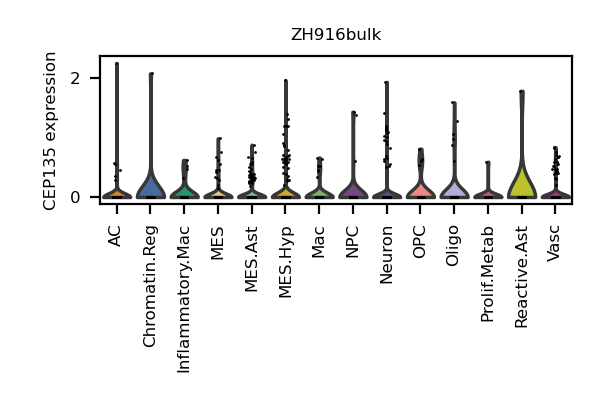 ZH916bulk
CEP135 expression
2
0
AC
Chromatin.Reg
Inflammatory.Mac
MES
MES.Ast
MES.Hyp
Mac
NPC
Neuron
OPC
Oligo
Prolif.Metab
Reactive.Ast
Vasc